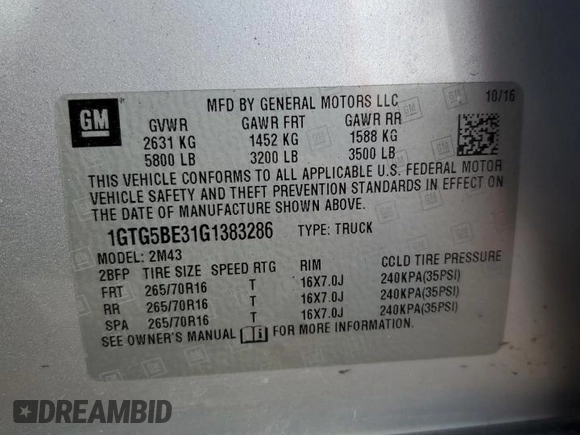 MFD BY GENERAL MOTORS LLC 10/16
GM
GVWR GAWR FRT GAWR RR
2631 KG 1452 KG 1588 KG
5800 LB 3200 LB 3500 LB
THIS VEHICLE CONFORMS TO ALL APPLICABLE U.S. FEDERAL MOTOR
VEHICLE SAFETY AND THEFT PREVENTION STANDARDS IN EFFECT ON
THE DATE OF MANUFACTURE SHOWN ABOVE.
1GTG5BE31G1383286 TYPE: TRUCK
MODEL: 2M43
2BFP TIRE SIZE SPEED RTG RIM COLD TIRE PRESSURE
FRT 265/70R16 T 16X7.0J 240KPA(35PSI)
RR 265/70R16 T 16X7.0J 240KPA(35PSI)
SPA 265/70R16 T 16X7.0J 240KPA(35PSI)
SEE OWNER'S MANUAL FOR MORE INFORMATION.
DREAMBID